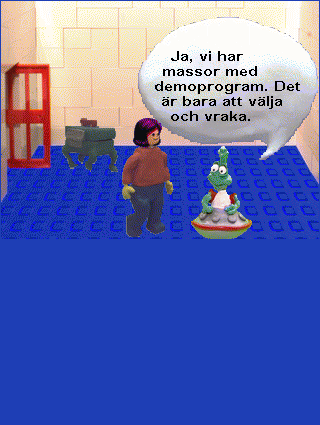 Ja, vi har
massor med
demoprogram. Det
är bara att välja
och vraka.